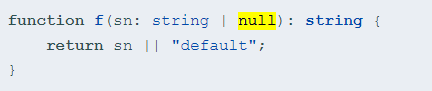 function f(sn: string | null): string {
    return sn || "default";
}